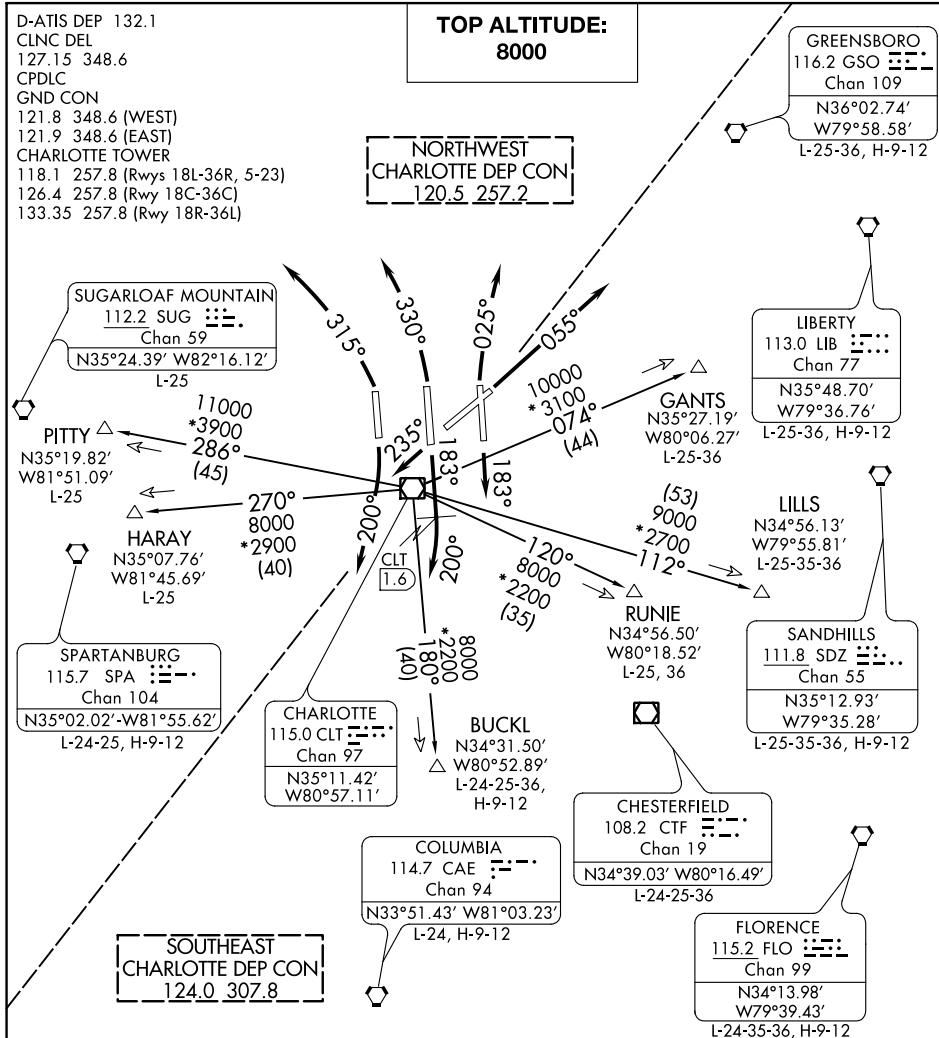 D-ATIS DEP 132.1
CLNC DEL
127.15 348.6
CPDLC
GND CON
121.8 348.6 (WEST)
121.9 348.6 (EAST)
CHARLOTTE TOWER
118.1 257.8 (Rwys 18L-36R, 5-23)
126.4 257.8 (Rwy 18C-36C)
133.35 257.8 (Rwy 18R-36L)
TOP ALTITUDE:
8000
GREENSBORO
116.2 GSO
Chan 109
N36°02.74'
W79°58.58'
L-25-36, H-9-12
NORTHWEST
CHARLOTTE DEP CON
120.5 257.2
SUGARLOAF MOUNTAIN
112.2 SUG
Chan 59
N35°24.39' W82°16.12'
L-25
315°
330°
025°
055°
LIBERTY
113.0 LIB
Chan 77
N35°48.70'
W79°36.76'
L-25-36, H-9-12
10000
*3100
074°
(44)
GANTS
N35°27.19'
W80°06.27'
L-25-36
PITTY
N35°19.82'
W81°51.09'
L-25
11000
*3900
286°
(45)
235°
183°
183°
200°
200°
270°
8000
*2900
(40)
HARAY
N35°07.76'
W81°45.69'
L-25
CLT
1.6
120°
8000
*2200
(35)
(53)
9000
*2700
112°
LILLS
N34°56.13'
W79°55.81'
L-25-35-36
RUNIE
N34°56.50'
W80°18.52'
L-25, 36
SANDHILLS
111.8 SDZ
Chan 55
N35°12.93'
W79°35.28'
L-25-35-36, H-9-12
SPARTANBURG
115.7 SPA
Chan 104
N35°02.02'-W81°55.62'
L-24-25, H-9-12
8000
*2200
180°
(40)
CHARLOTTE
115.0 CLT
Chan 97
N35°11.42'
W80°57.11'
BUCKL
N34°31.50'
W80°52.89'
L-24-25-36,
H-9-12
CHESTERFIELD
108.2 CTF
Chan 19
N34°39.03' W80°16.49'
L-24-25-36
COLUMBIA
114.7 CAE
Chan 94
N33°51.43' W81°03.23'
L-24, H-9-12
FLORENCE
115.2 FLO
Chan 99
N34°13.98'
W79°39.43'
L-24-35-36, H-9-12
SOUTHEAST
CHARLOTTE DEP CON
124.0 307.8